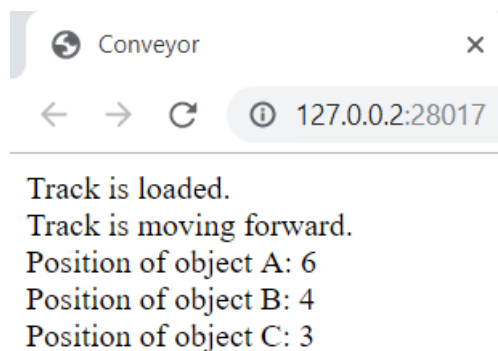 Conveyor
127.0.0.2:28017
Track is loaded.
Track is moving forward.
Position of object A: 6
Position of object B: 4
Position of object C: 3